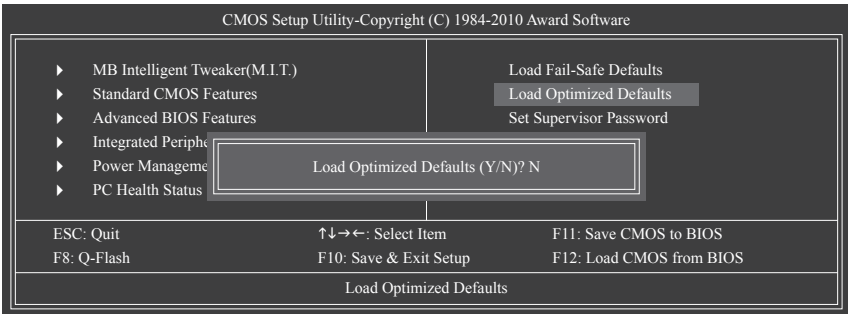 CMOS Setup Utility-Copyright (C) 1984-2010 Award Software
MB Intelligent Tweaker(M.I.T.)
Standard CMOS Features
Advanced BIOS Features
Integrated Periphe
Power Manageme
PC Health Status
Load Fail-Safe Defaults
Load Optimized Defaults
Set Supervisor Password
Load Optimized Defaults (Y/N)? N
ESC: Quit
↑↓→←: Select Item
F11: Save CMOS to BIOS
F8: Q-Flash
F10: Save & Exit Setup
F12: Load CMOS from BIOS
Load Optimized Defaults